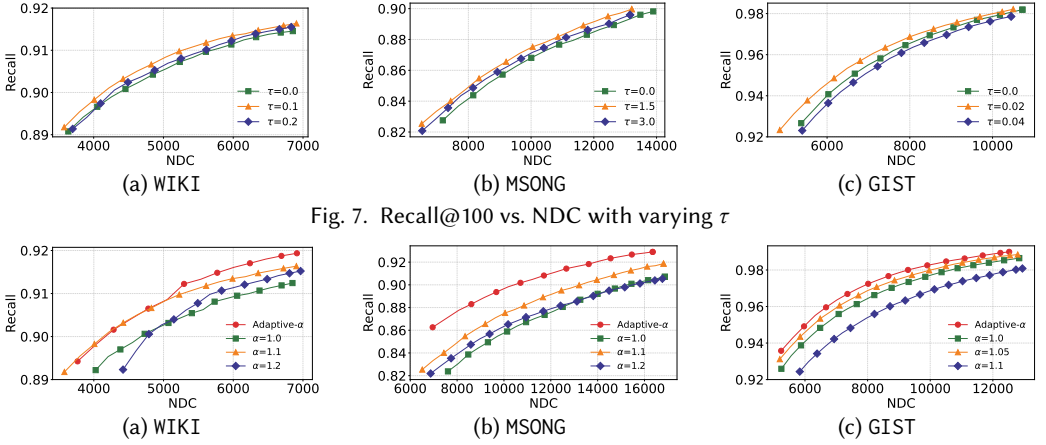 0.92
0.91
0.90
0.89
Recall
4000 5000 6000 7000
NDC
τ=0.0
τ=0.1
τ=0.2
(a) WIKI
0.90
0.88
0.86
0.84
0.82
Recall
8000 10000 12000 14000
NDC
τ=0.0
τ=1.5
τ=3.0
(b) MSONG
0.98
0.96
0.94
0.92
Recall
6000 8000 10000
NDC
τ=0.0
τ=0.02
τ=0.04
(c) GIST
Fig. 7. Recall@100 vs. NDC with varying τ
0.92
0.91
0.90
0.89
Recall
4000 5000 6000 7000
NDC
Adaptive-α
α=1.0
α=1.1
α=1.2
(a) WIKI
0.92
0.90
0.88
0.86
0.84
0.82
Recall
6000 8000 10000 12000 14000 16000
NDC
Adaptive-α
α=1.0
α=1.1
α=1.2
(b) MSONG
0.98
0.96
0.94
0.92
Recall
6000 8000 10000 12000
NDC
Adaptive-α
α=1.0
α=1.05
α=1.1
(c) GIST